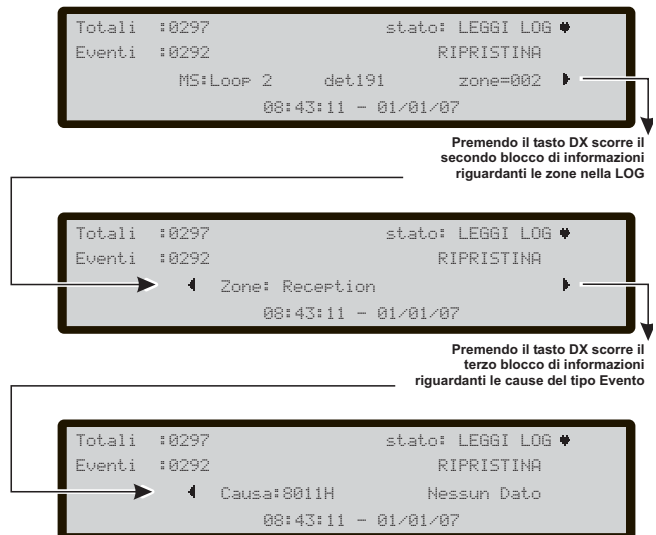 Totali :0297 stato: LEGGI LOG
Eventi :0292 RIPRISTINA
MS:Loop 2 det191 zone=002
08:43:11 - 01/01/07
Premendo il tasto DX scorre il
secondo blocco di informazioni
riguardanti le zone nella LOG
Totali :0297 stato: LEGGI LOG
Eventi :0292 RIPRISTINA
Zone: Reception
08:43:11 - 01/01/07
Premendo il tasto DX scorre il
terzo blocco di informazioni
riguardanti le cause del tipo Evento
Totali :0297 stato: LEGGI LOG
Eventi :0292 RIPRISTINA
Causa:8011H Nessun Dato
08:43:11 - 01/01/07